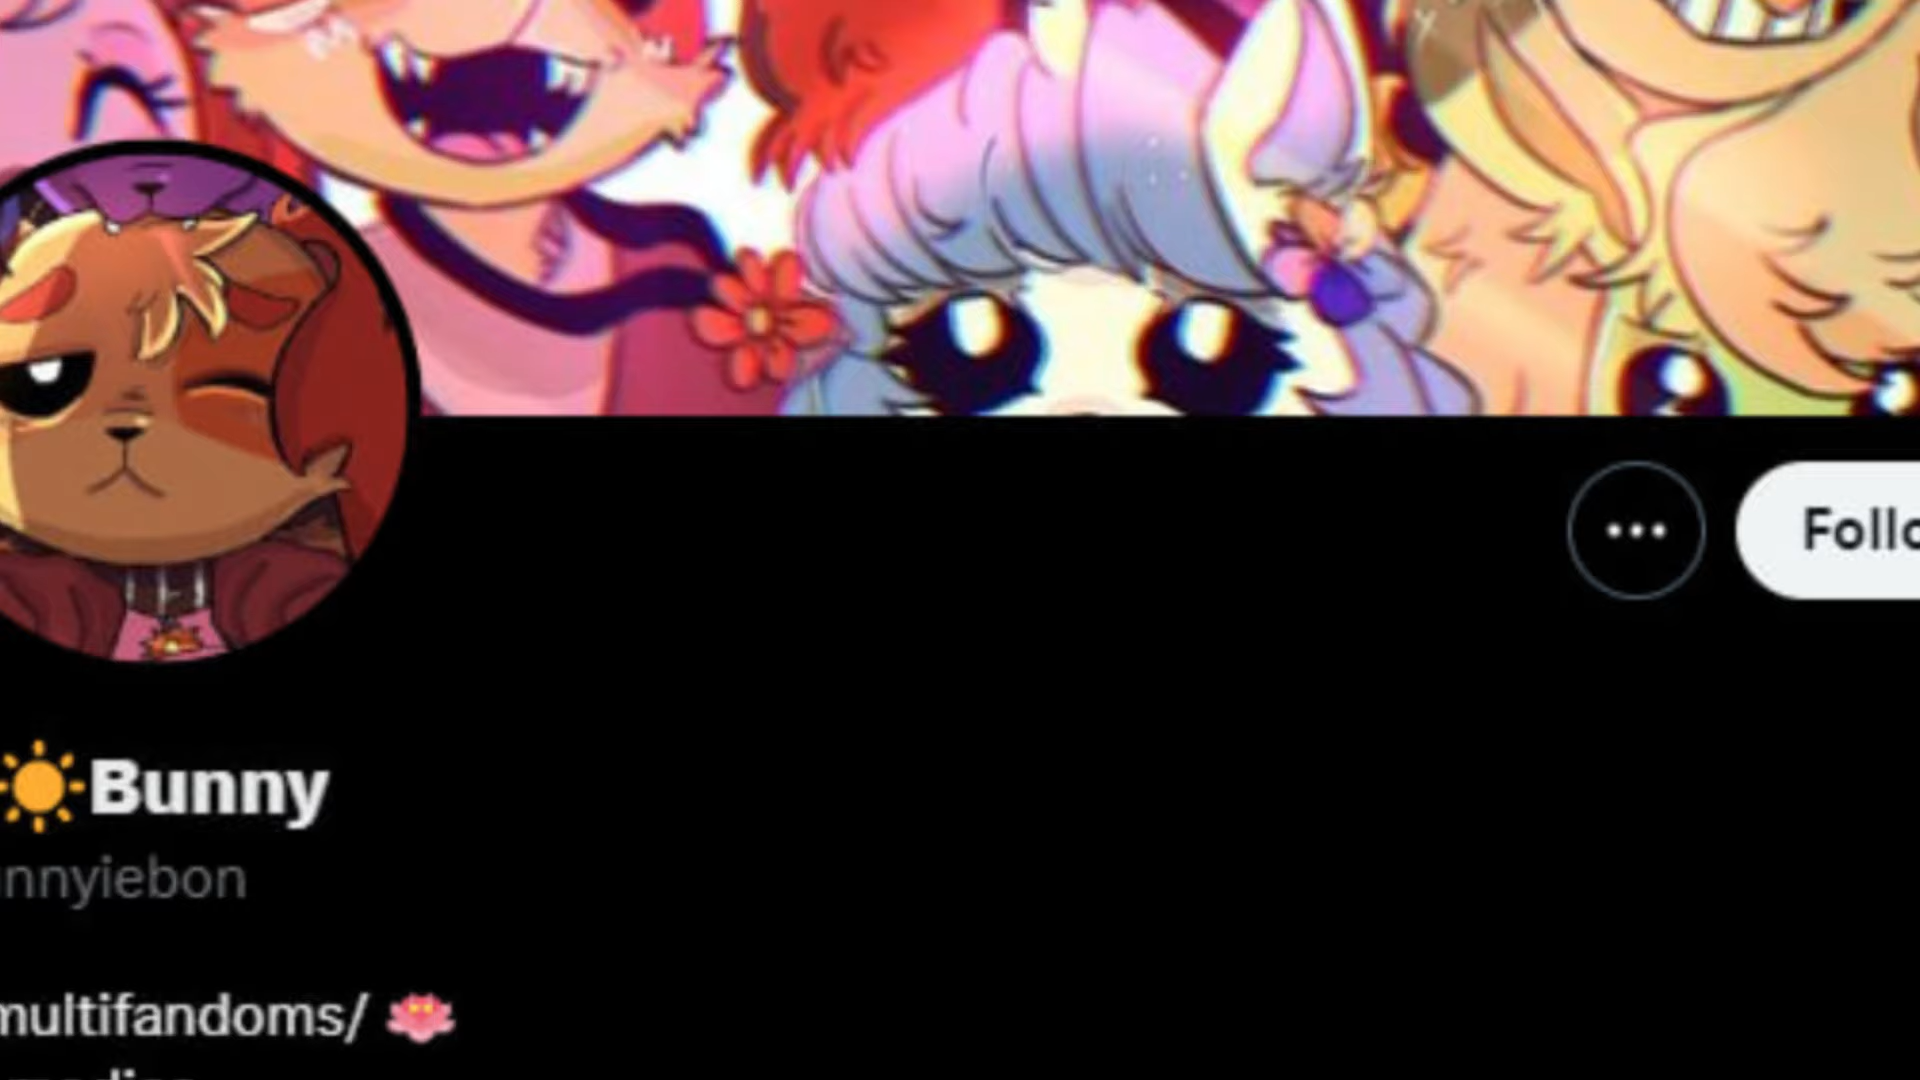 ☀️Bunny
nnyiebon
multifandoms/ 🪷
Follo